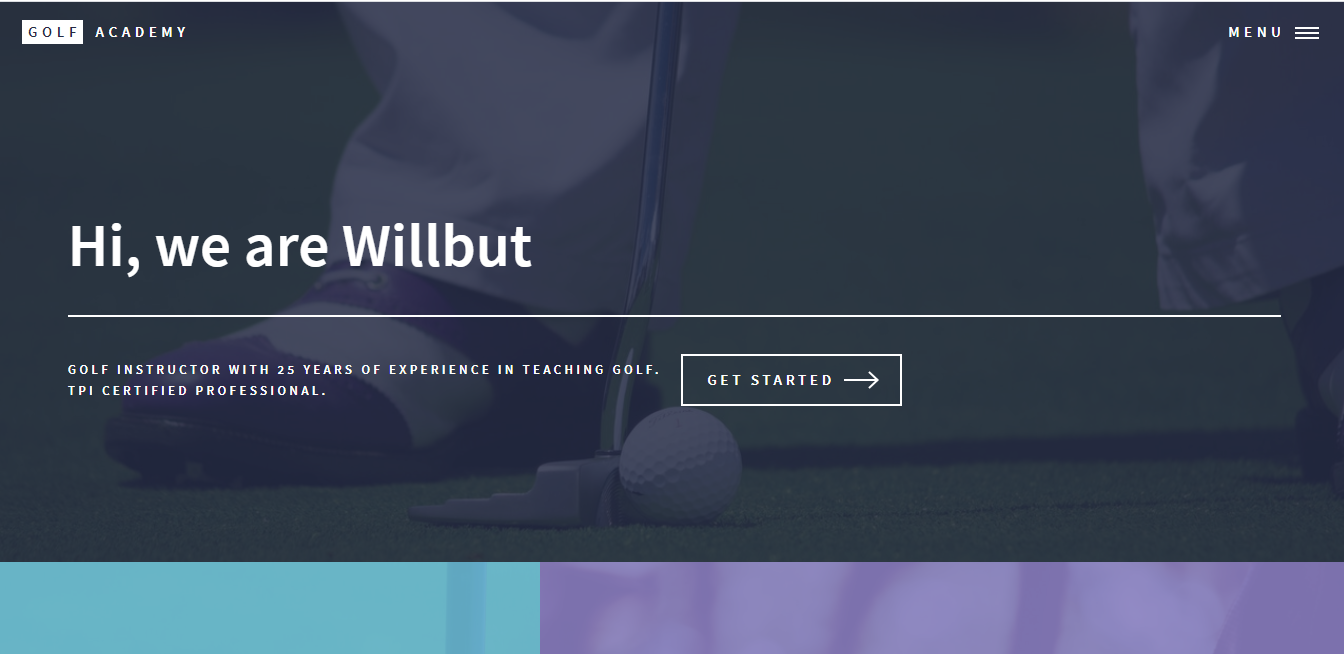 GOLF ACADEMY
MENU
Hi, we are Willbut
GOLF INSTRUCTOR WITH 25 YEARS OF EXPERIENCE IN TEACHING GOLF.
TPI CERTIFIED PROFESSIONAL.
GET STARTED